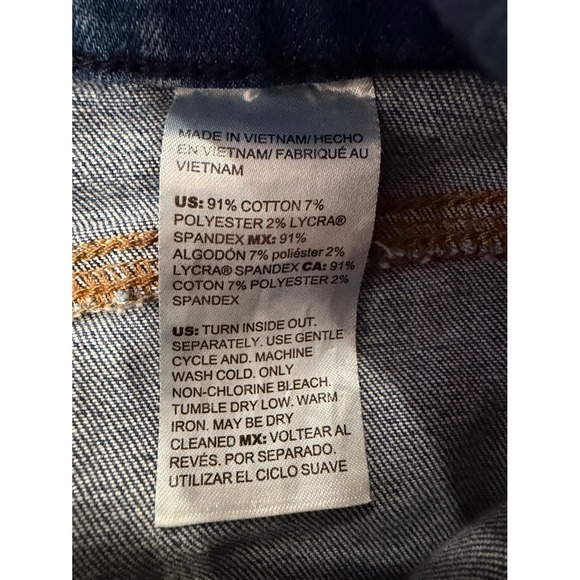 MADE IN VIETNAM/ HECHO
EN VIETNAM/ FABRIQUÉ AU
VIETNAM
US: 91% COTTON 7%
POLYESTER 2% LYCRA®
SPANDEX MX: 91%
ALGODÓN 7% poliéster 2%
LYCRA® SPANDEX CA: 91%
COTON 7% POLYESTER 2%
SPANDEX
US: TURN INSIDE OUT.
SEPARATELY. USE GENTLE
CYCLE AND. MACHINE
WASH COLD. ONLY
NON-CHLORINE BLEACH.
TUMBLE DRY LOW. WARM
IRON. MAY BE DRY
CLEANED MX: VOLTEAR AL
REVÉS. POR SEPARADO.
UTILIZAR EL CICLO SUAVE